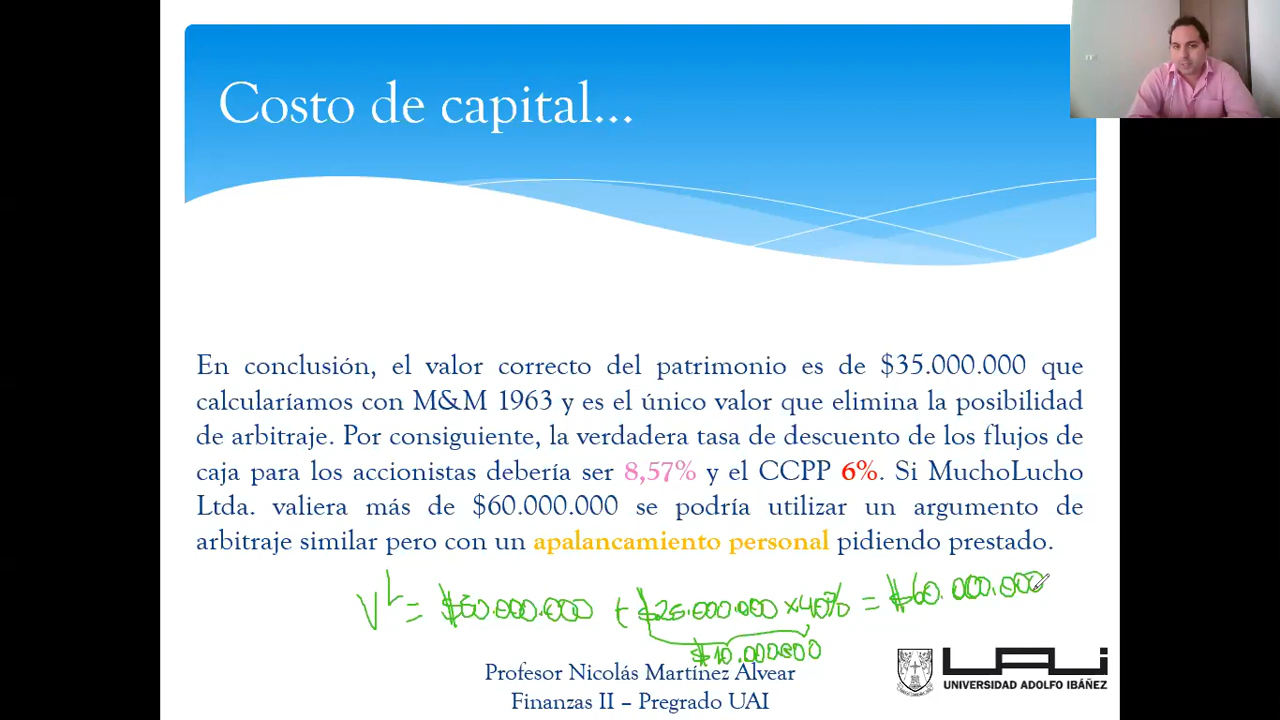 Costo de capital...
En conclusión, el valor correcto del patrimonio es de $35.000.000 que
calcularíamos con M&M 1963 y es el único valor que elimina la posibilidad
de arbitraje. Por consiguiente, la verdadera tasa de descuento de los flujos de
caja para los accionistas debería ser 8,57% y el CCPP 6%. Si MuchoLucho
Ltda. valiera más de $60.000.000 se podría utilizar un argumento de
arbitraje similar pero con un apalancamiento personal pidiendo prestado.
V^L = $50.000.000 + $25.000.000 x 40% = $60.000.000
$10.000.000
Profesor Nicolás Martínez Alvear
Finanzas II – Pregrado UAI
UAI
UNIVERSIDAD ADOLFO IBÁÑEZ